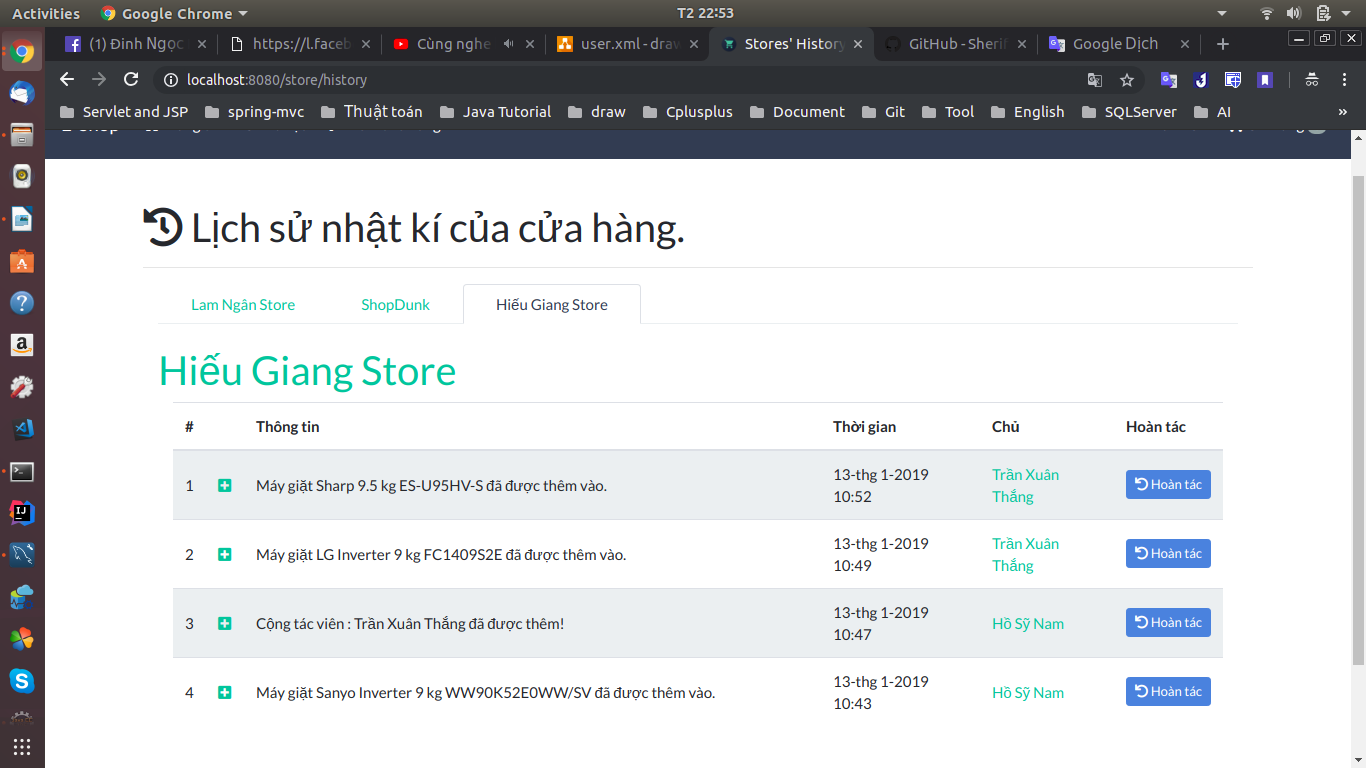 Activities
Google Chrome
T2 22:53
(1) Đinh Ngọc
https://l.faceb
Cùng nghe
user.xml - draw
Stores' History
GitHub - Sherif
Google Dịch
localhost:8080/store/history
Servlet and JSP
spring-mvc
Thuật toán
Java Tutorial
draw
Cplusplus
Document
Git
Tool
English
SQLServer
AI
»
Lịch sử nhật kí của cửa hàng.
Lam Ngân Store
ShopDunk
Hiếu Giang Store
Hiếu Giang Store
# Thông tin Thời gian Chủ Hoàn tác
1 Máy giặt Sharp 9.5 kg ES-U95HV-S đã được thêm vào. 13-thg 1-2019 Trần Xuân Hoàn tác
10:52 Thắng
2 Máy giặt LG Inverter 9 kg FC1409S2E đã được thêm vào. 13-thg 1-2019 Trần Xuân Hoàn tác
10:49 Thắng
3 Cộng tác viên : Trần Xuân Thắng đã được thêm! 13-thg 1-2019 Hồ Sỹ Nam Hoàn tác
10:47
4 Máy giặt Sanyo Inverter 9 kg WW90K52E0WW/SV đã được thêm vào. 13-thg 1-2019 Hồ Sỹ Nam Hoàn tác
10:43